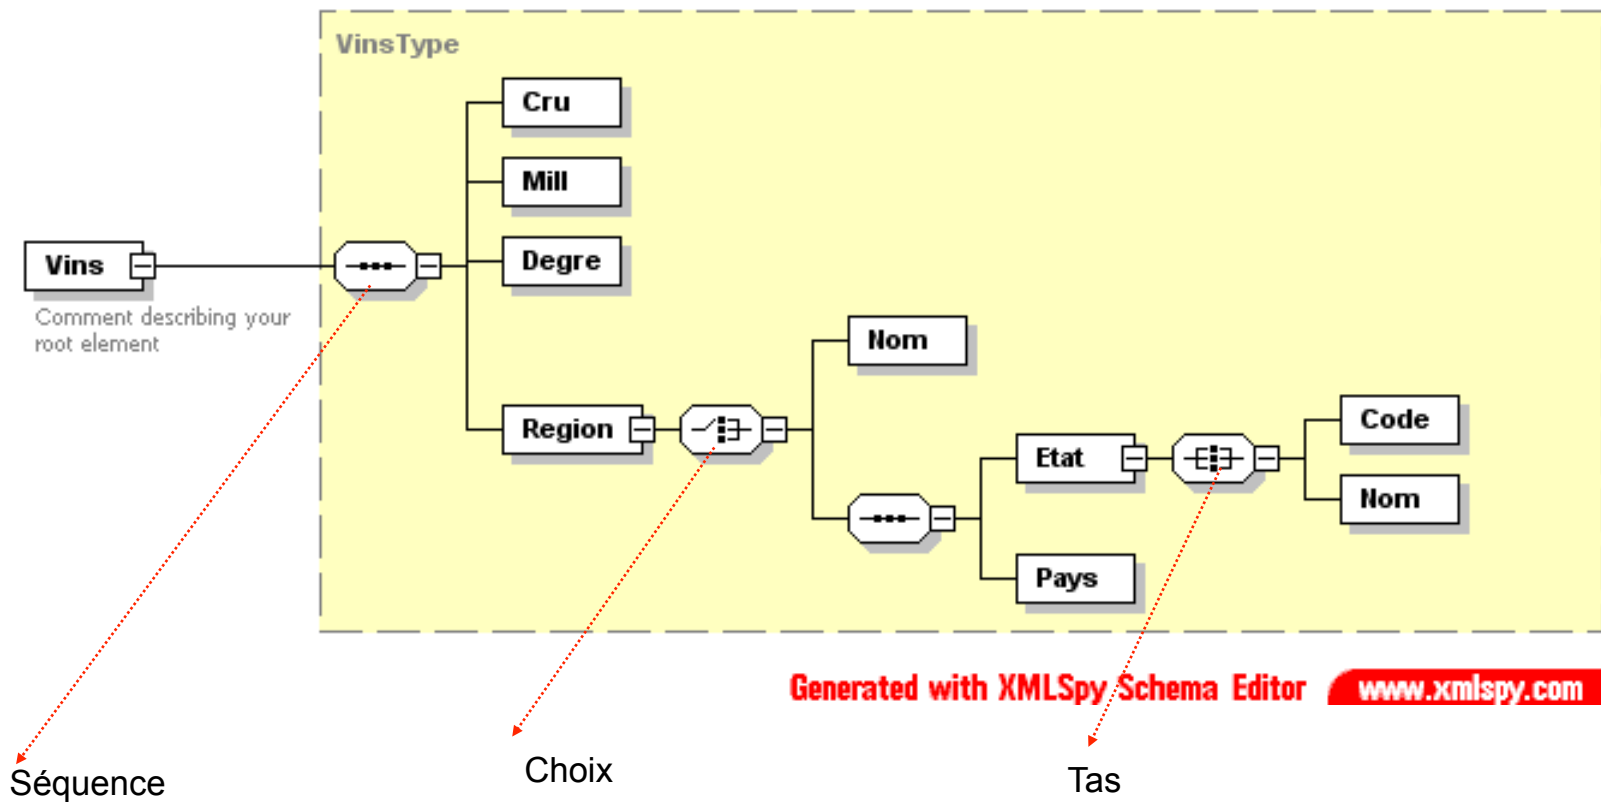 VinsType
Cru
Mill
Vins
Degre
Comment describing your
root element
Nom
Region
Code
Etat
Nom
Pays
Generated with XMLSpy Schema Editor www.xmlspy.com
Séquence
Choix
Tas